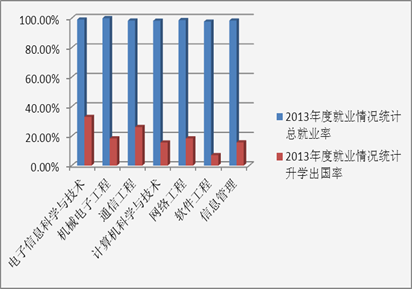 100.00%
80.00%
60.00%
40.00%
20.00%
0.00%
电子信息科学与技术
机械电子工程
通信工程
计算机科学与技术
网络工程
软件工程
信息管理
2013年度就业情况统计
总就业率
2013年度就业情况统计
升学出国率